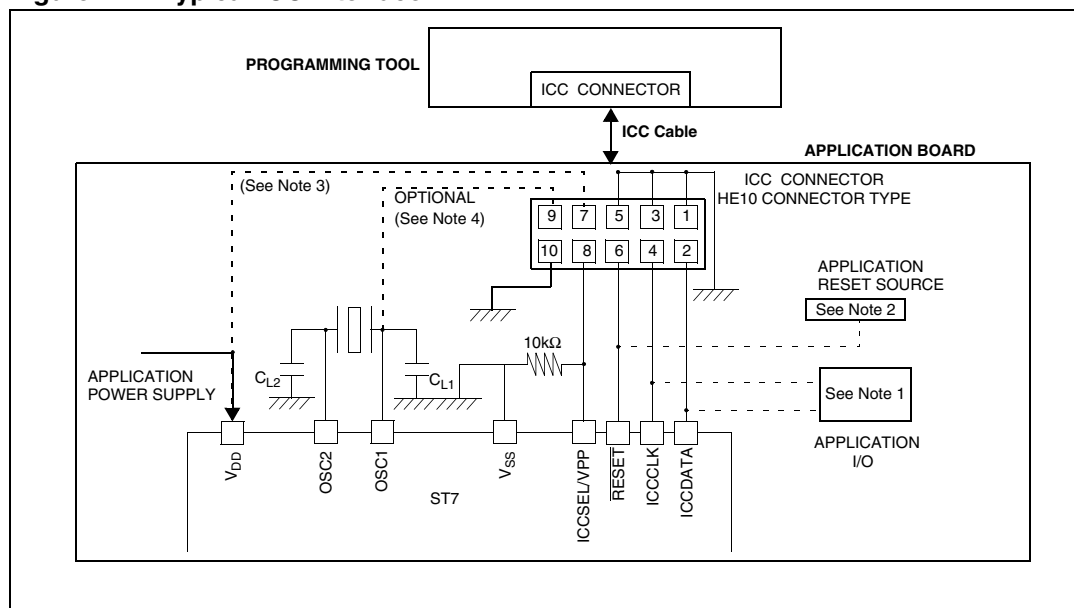 PROGRAMMING TOOL
ICC CONNECTOR
ICC Cable
APPLICATION BOARD
(See Note 3)
OPTIONAL
(See Note 4)
ICC CONNECTOR
HE10 CONNECTOR TYPE
9 7 5 3 1
10 8 6 4 2
APPLICATION
RESET SOURCE
See Note 2
10kΩ
APPLICATION
POWER SUPPLY
CL2
CL1
See Note 1
APPLICATION
I/O
VDD
OSC2
OSC1
VSS
ICCSEL/VPP
RESET
ICCCLK
ICCDATA
ST7